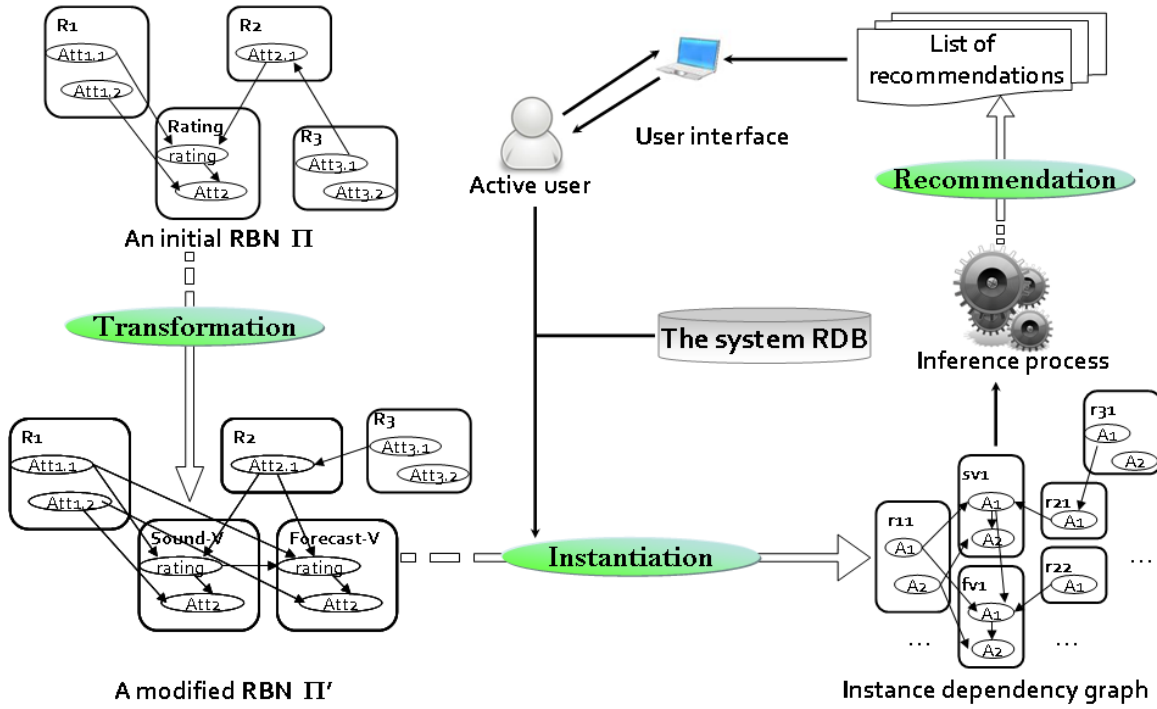 R1
Att1.1
Att1.2
R2
Att2.1
Rating
rating
Att2
R3
Att3.1
Att3.2
An initial RBN Π
Transformation
Active user
User interface
List of
recommendations
Recommendation
The system RDB
Inference process
R1
Att1.1
Att1.2
R2
Att2.1
R3
Att3.1
Att3.2
Sound-V
rating
Att2
Forecast-V
rating
Att2
A modified RBN Π'
Instantiation
r11
A1
A2
sv1
A1
A2
fv1
A1
A2
r31
A1
A2
r21
A1
r22
A1
...
...
...
Instance dependency graph